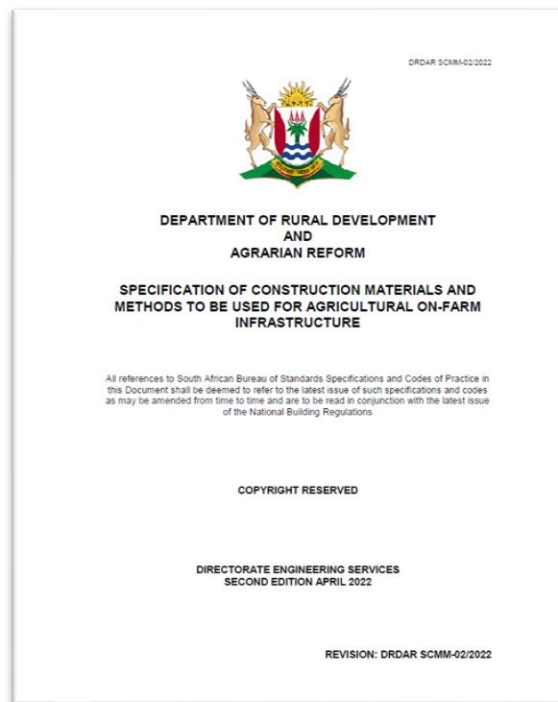 DRDAR SCMM-02/2022
DEPARTMENT OF RURAL DEVELOPMENT
AND
AGRARIAN REFORM
SPECIFICATION OF CONSTRUCTION MATERIALS AND
METHODS TO BE USED FOR AGRICULTURAL ON-FARM
INFRASTRUCTURE
All references to South African Bureau of Standards Specifications and Codes of Practice in
this Document shall be deemed to refer to the latest issue of such specifications and codes
as may be amended from time to time and are to be read in conjunction with the latest issue
of the National Building Regulations
COPYRIGHT RESERVED
DIRECTORATE ENGINEERING SERVICES
SECOND EDITION APRIL 2022
REVISION: DRDAR SCMM-02/2022